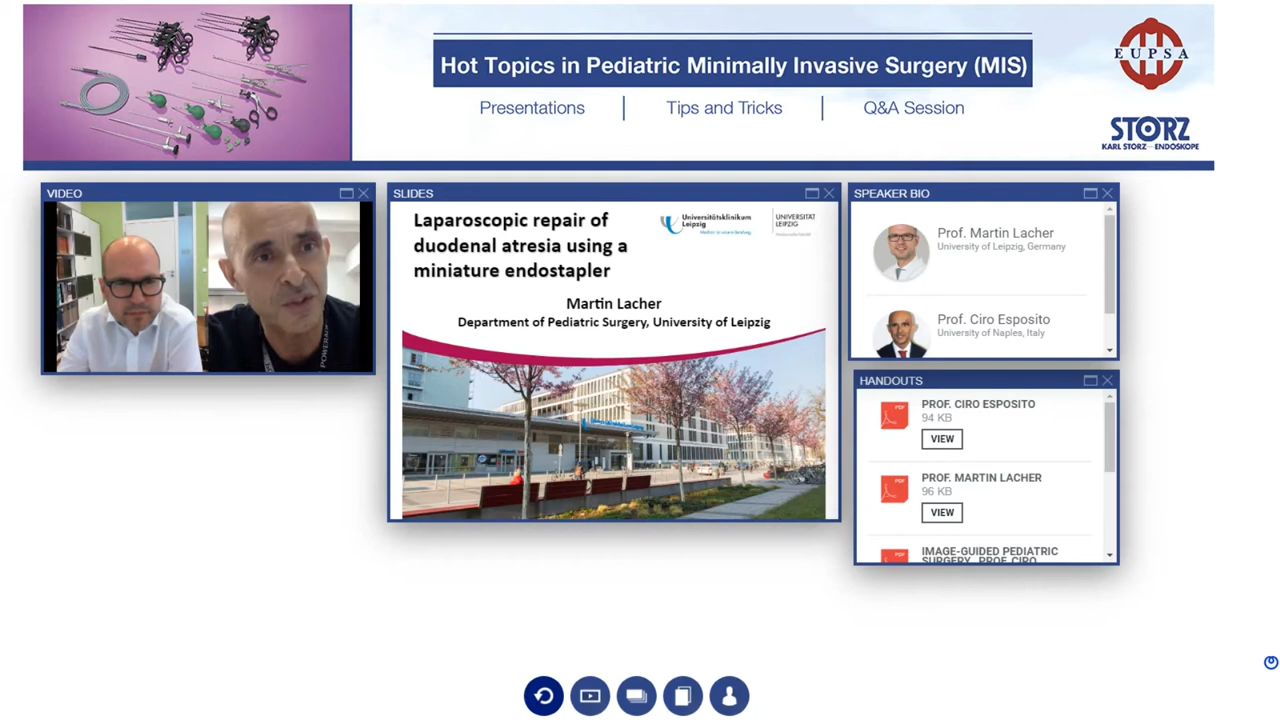 Hot Topics in Pediatric Minimally Invasive Surgery (MIS)
Presentations
Tips and Tricks
Q&A Session
EUPSA
STORZ
KARL STORZ—ENDOSKOPE
VIDEO
POWERADE
SLIDES
Laparoscopic repair of
duodenal atresia using a
miniature endostapler
Universitätsklinikum
Leipzig
UNIVERSITÄT
LEIPZIG
Martin Lacher
Department of Pediatric Surgery, University of Leipzig
SPEAKER BIO
Prof. Martin Lacher
University of Leipzig, Germany
Prof. Ciro Esposito
University of Naples, Italy
HANDOUTS
PDF
PROF. CIRO ESPOSITO
94 KB
VIEW
PDF
PROF. MARTIN LACHER
96 KB
VIEW
PDF
IMAGE-GUIDED PEDIATRIC
SURGERY_ PROF. CIRO